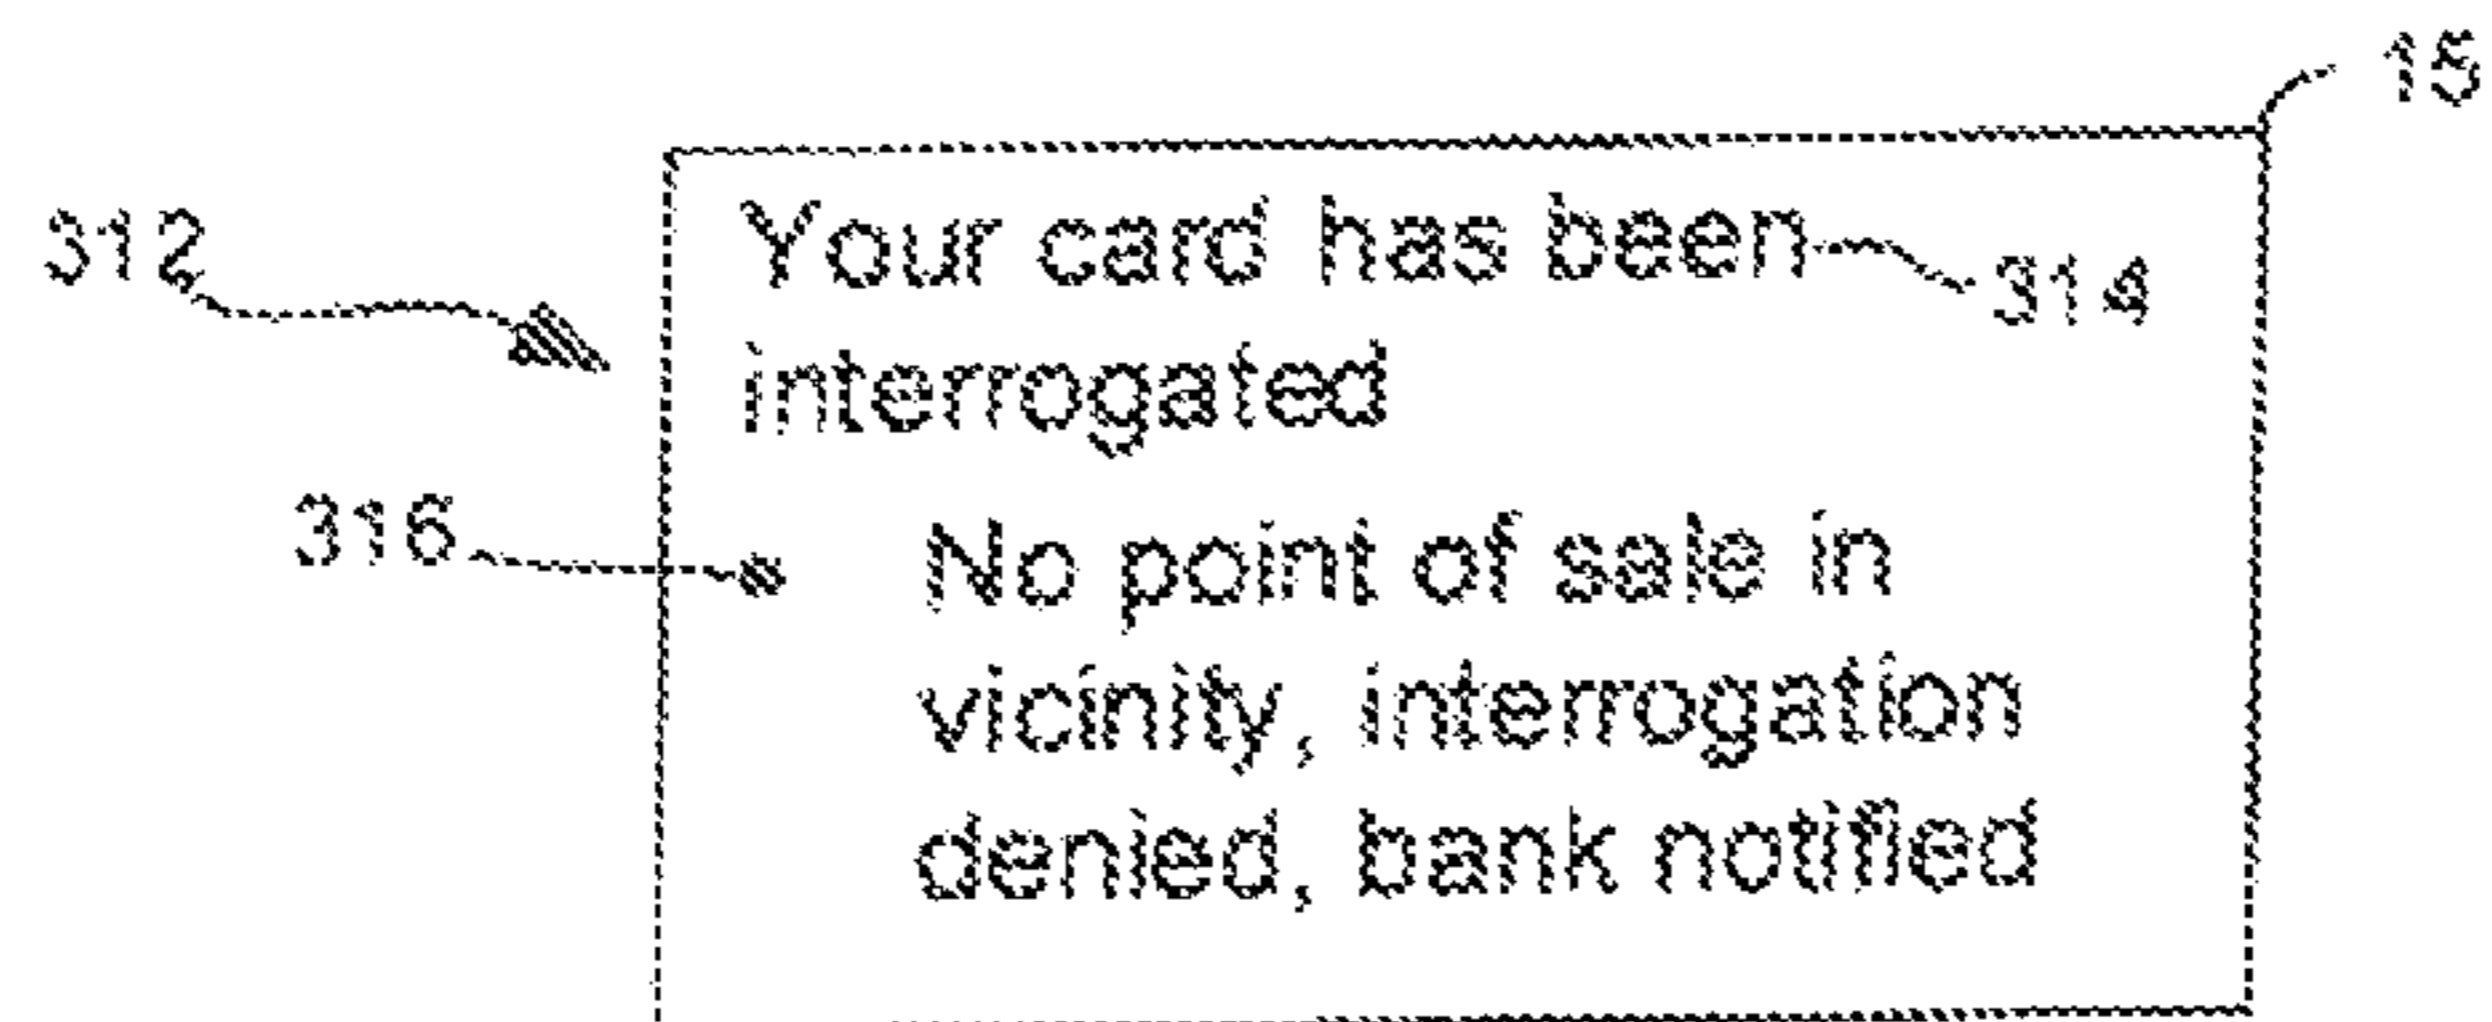 15
Your card has been 314
312
interrogated
316
No point of sale in
vicinity, interrogation
denied, bank notified